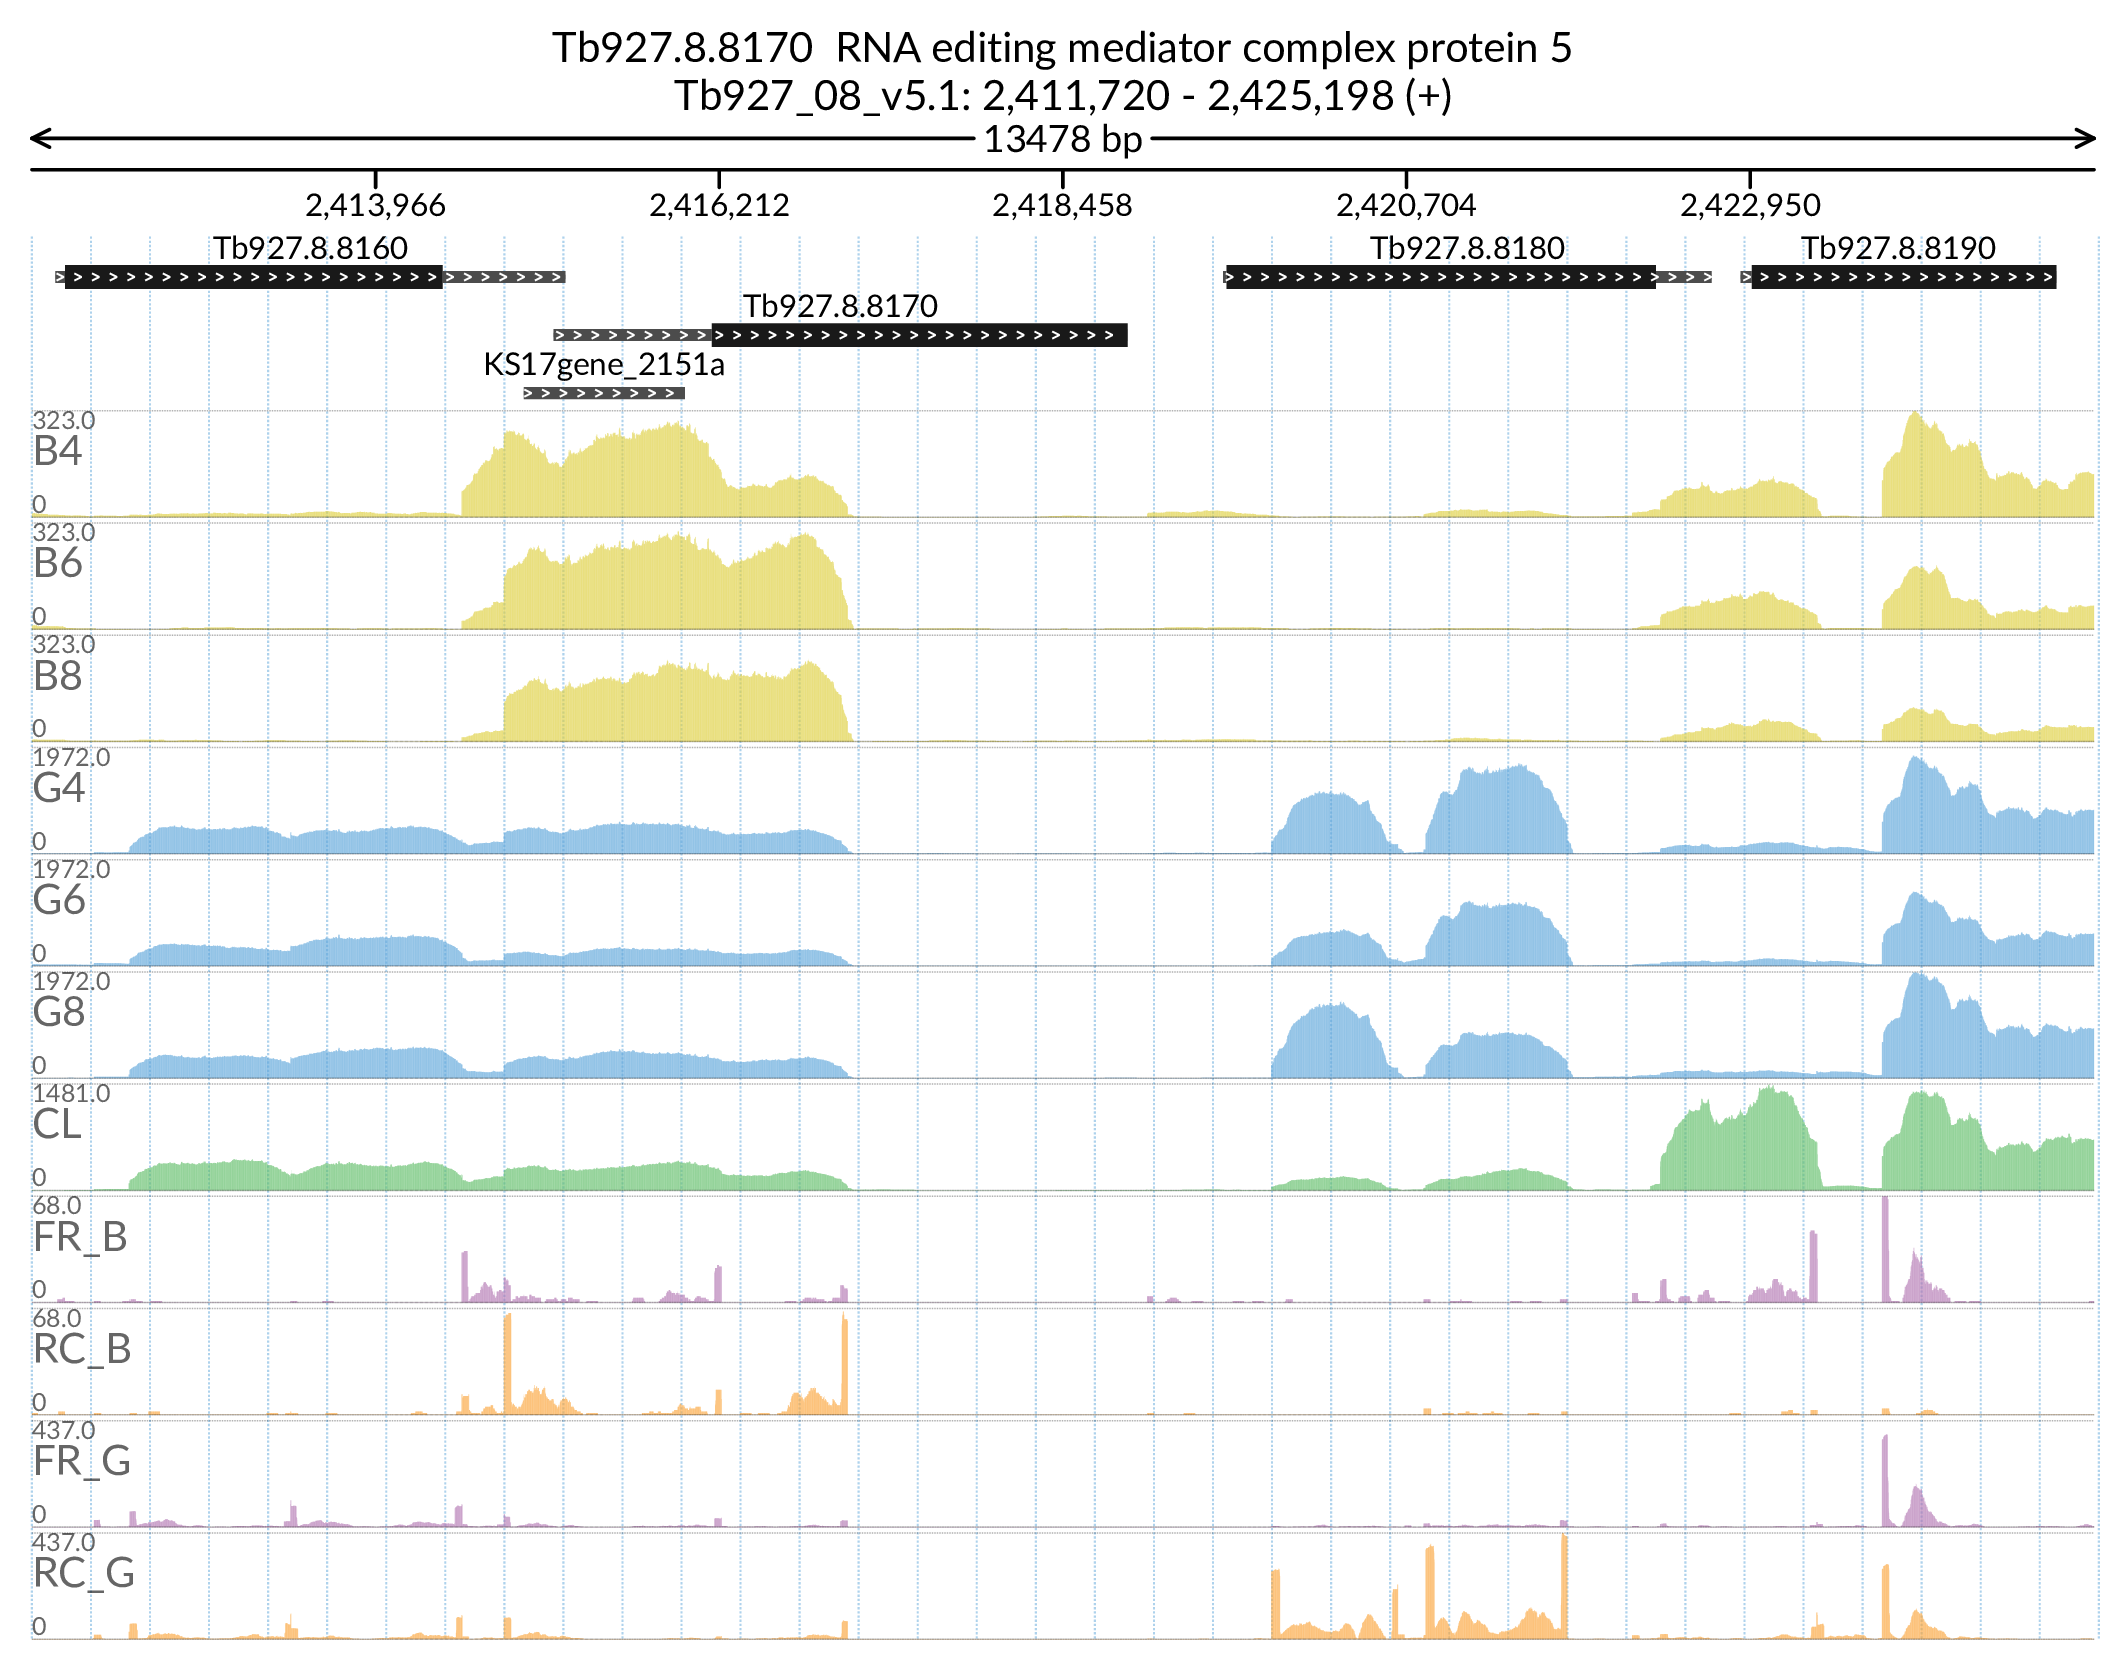 Tb927.8.8170  RNA editing mediator complex protein 5
Tb927_08_v5.1: 2,411,720 - 2,425,198 (+)
13478 bp
2,413,966 2,416,212 2,418,458 2,420,704 2,422,950
Tb927.8.8160 Tb927.8.8180 Tb927.8.8190
Tb927.8.8170
KS17gene_2151a
323.0
B4
0
323.0
B6
0
323.0
B8
0
1972.0
G4
0
1972.0
G6
0
1972.0
G8
0
1481.0
CL
0
68.0
FR_B
0
68.0
RC_B
0
437.0
FR_G
0
437.0
RC_G
0